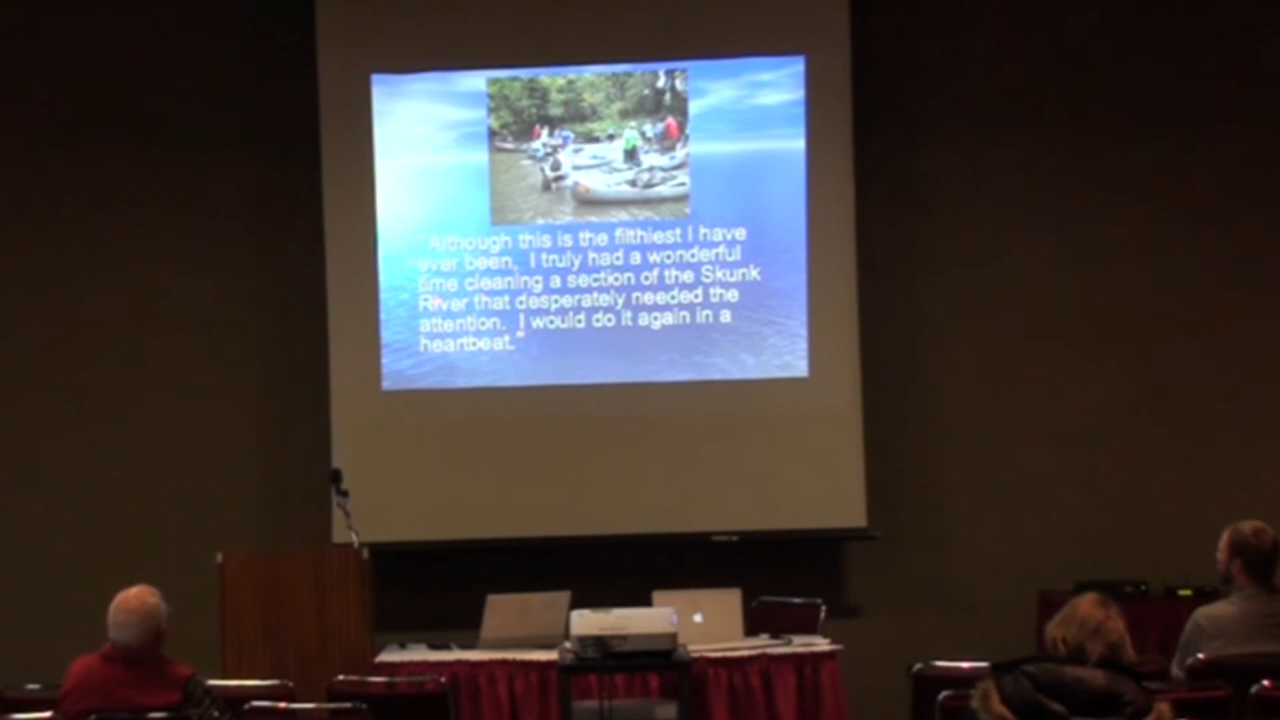 "Although this is the filthiest I have
ever been, I truly had a wonderful
time cleaning a section of the Skunk
River that desperately needed the
attention. I would do it again in a
heartbeat."